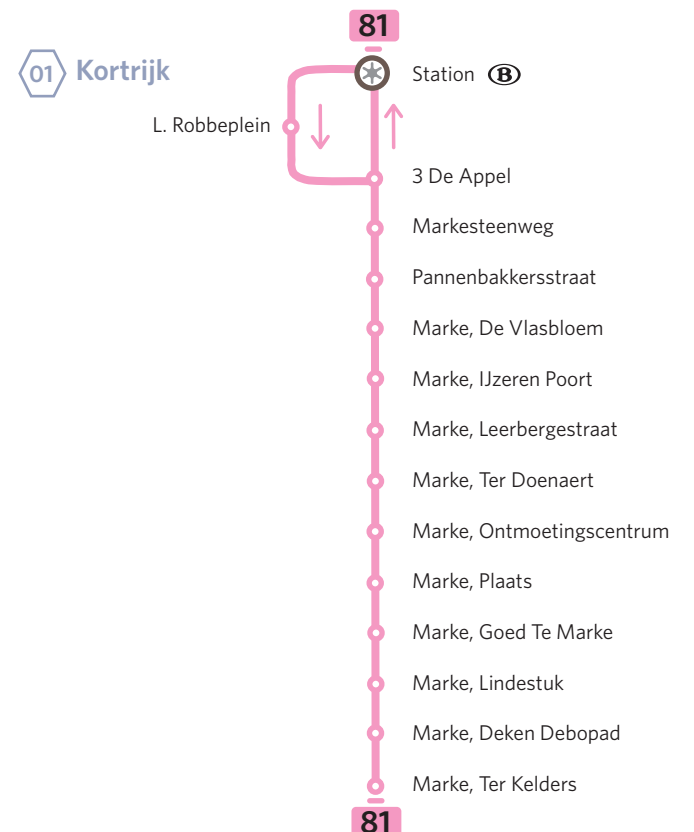 81
01 Kortrijk
Station B
L. Robbeplein
3 De Appel
Markesteenweg
Pannenbakkersstraat
Marke, De Vlasbloem
Marke, IJzeren Poort
Marke, Leerbergestraat
Marke, Ter Doenaert
Marke, Ontmoetingscentrum
Marke, Plaats
Marke, Goed Te Marke
Marke, Lindestuk
Marke, Deken Debopad
Marke, Ter Kelders
81